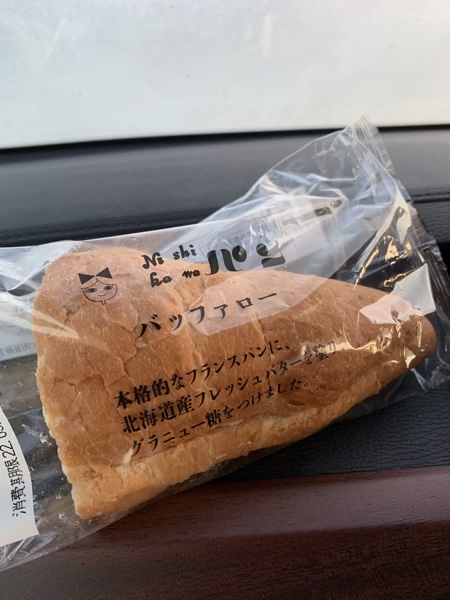 Ni shi
ka wa パン
バッファロー
本格的なフランスパンに、
北海道産フレッシュバターを塗り
グラニュー糖をつけました。
消費期限22.